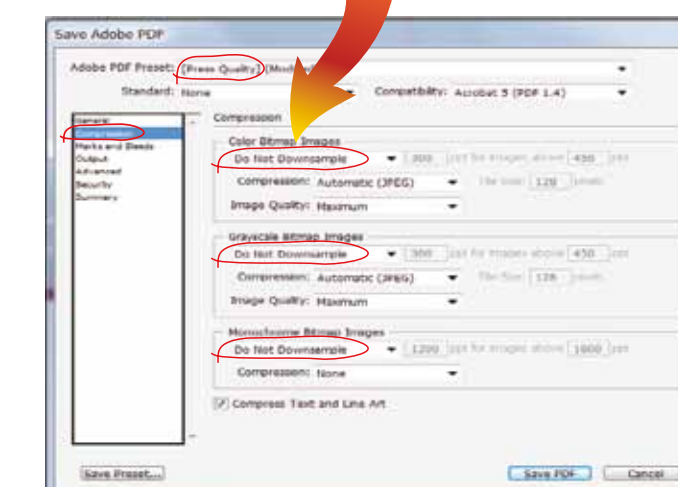 Save Adobe PDF
Adobe PDF Preset: [Press Quality]
Standard: None Compatibility: Acrobat 5 (PDF 1.4)
General
Compression
Marks and Bleeds
Output
Advanced
Security
Summary
Compression
Color Bitmap Images
Do Not Downsample 300 ppi for images above 450 ppi
Compression: Automatic (JPEG) Tile Size: 128 pixels
Image Quality: Maximum
Grayscale Bitmap Images
Do Not Downsample 300 ppi for images above 450 ppi
Compression: Automatic (JPEG) Tile Size: 128 pixels
Image Quality: Maximum
Monochrome Bitmap Images
Do Not Downsample 1200 ppi for images above 1800 ppi
Compression: None
Compress Text and Line Art
Save Preset... Save PDF Cancel